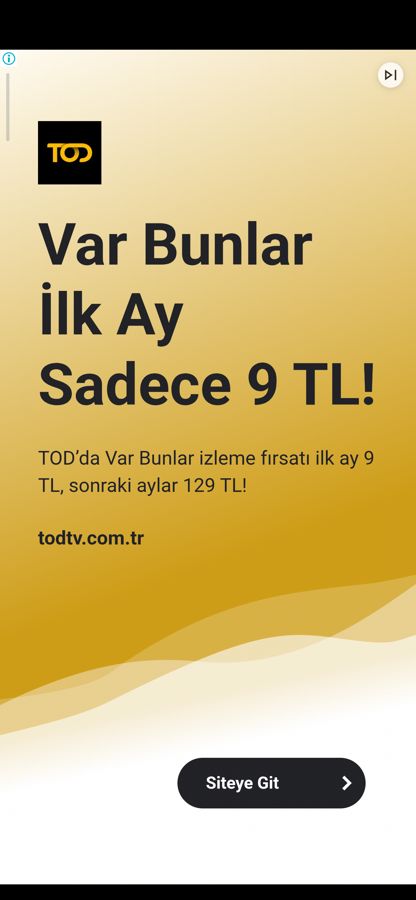 TOD
Var Bunlar
İlk Ay
Sadece 9 TL!
TOD’da Var Bunlar izleme fırsatı ilk ay 9
TL, sonraki aylar 129 TL!
todtv.com.tr
Siteye Git